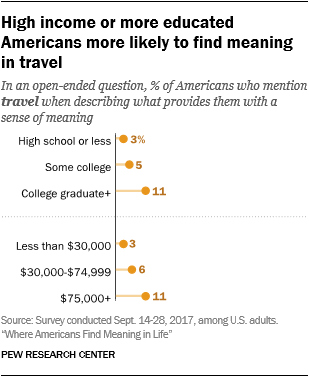 High income or more educated
Americans more likely to find meaning
in travel
In an open-ended question, % of Americans who mention
travel when describing what provides them with a
sense of meaning
High school or less 3%
Some college 5
College graduate+ 11
Less than $30,000 3
$30,000-$74,999 6
$75,000+ 11
Source: Survey conducted Sept. 14-28, 2017, among U.S. adults.
“Where Americans Find Meaning in Life”
PEW RESEARCH CENTER